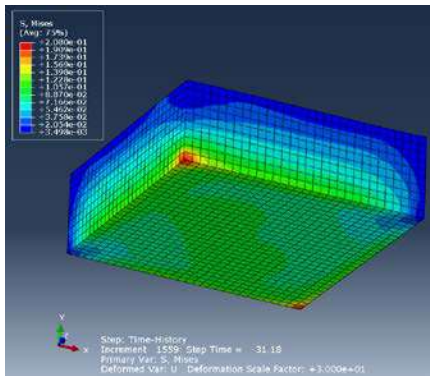 S, Mises
(Avg: 75%)
+2.080e-01
+1.909e-01
+1.739e-01
+1.569e-01
+1.398e-01
+1.228e-01
+1.057e-01
+8.870e-02
+7.166e-02
+5.462e-02
+3.758e-02
+2.054e-02
+3.498e-03
Y
X
Step: Time-History
Increment 1559: Step Time = 31.18
Primary Var: S, Mises
Deformed Var: U Deformation Scale Factor: +3.000e+01